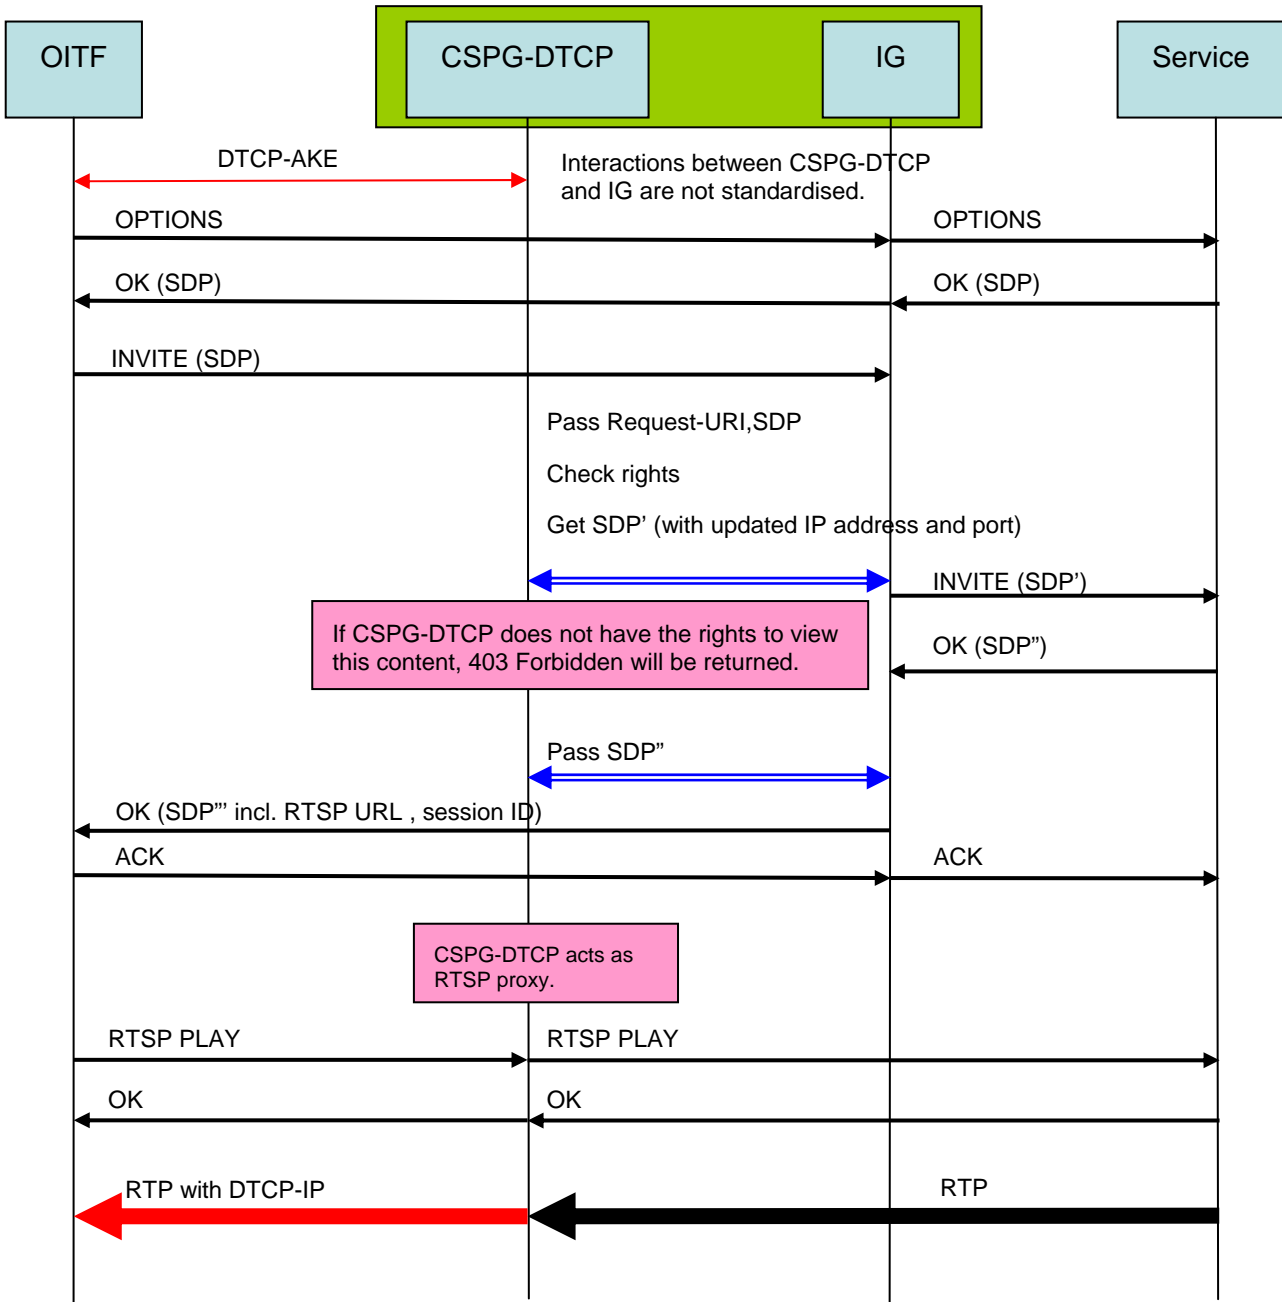 OITF
CSPG-DTCP
IG
Service
DTCP-AKE
Interactions between CSPG-DTCP
and IG are not standardised.
OPTIONS
OPTIONS
OK (SDP)
OK (SDP)
INVITE (SDP)
Pass Request-URI,SDP
Check rights
Get SDP’ (with updated IP address and port)
INVITE (SDP’)
If CSPG-DTCP does not have the rights to view
this content, 403 Forbidden will be returned.
OK (SDP”)
Pass SDP”
OK (SDP”’ incl. RTSP URL , session ID)
ACK
ACK
CSPG-DTCP acts as
RTSP proxy.
RTSP PLAY
RTSP PLAY
OK
OK
RTP with DTCP-IP
RTP